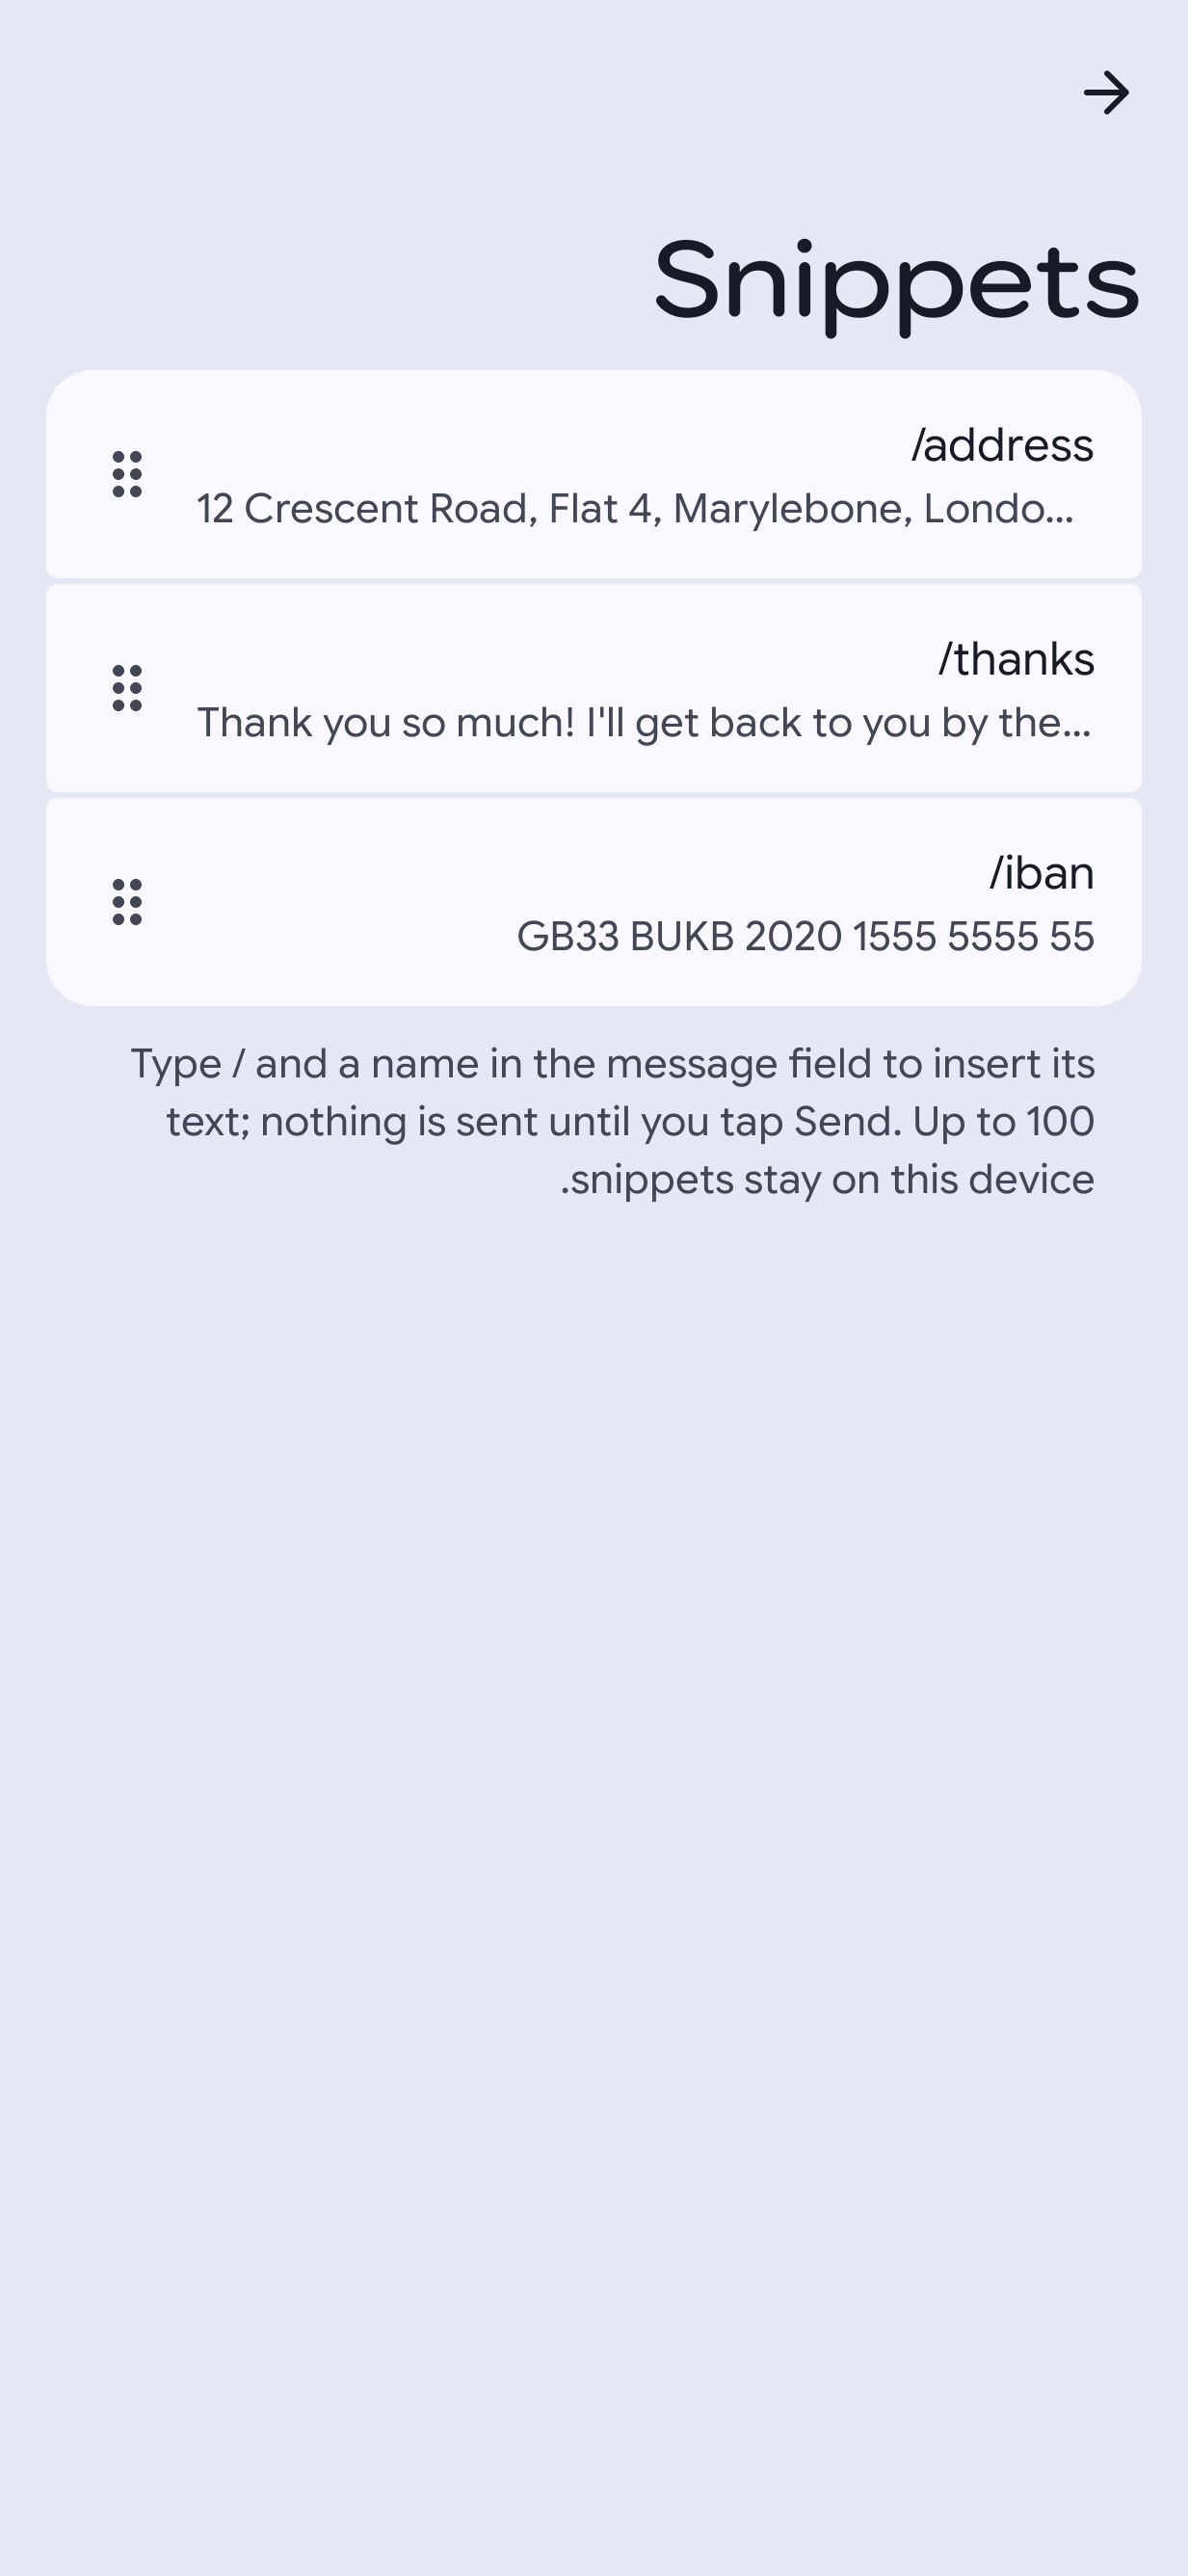 Snippets
/address
12 Crescent Road, Flat 4, Marylebone, Londo...
/thanks
Thank you so much! I'll get back to you by the...
/iban
GB33 BUKB 2020 1555 5555 55
Type / and a name in the message field to insert its
text; nothing is sent until you tap Send. Up to 100
.snippets stay on this device